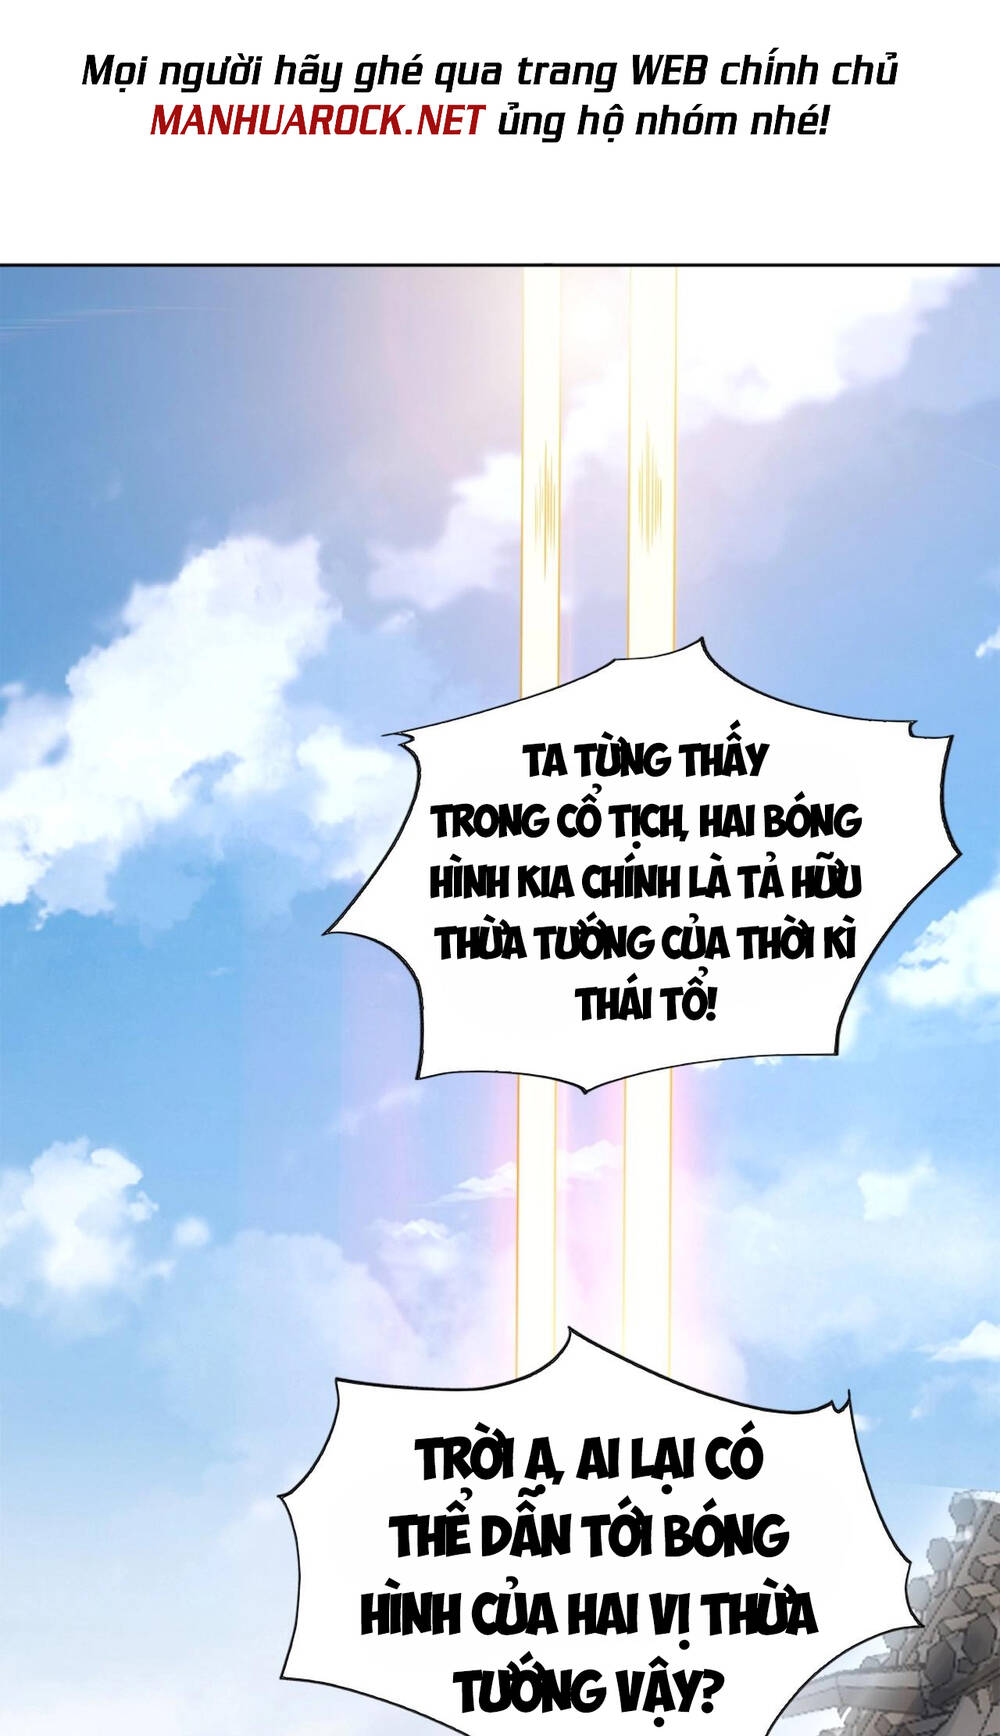 Mọi người hãy ghé qua trang WEB chính chủ
MANHUAROCK.NET ủng hộ nhóm nhé!
TA TỪNG THẤY
TRONG CỔ TỊCH, HAI BÓNG
HÌNH KIA CHÍNH LÀ TẢ HỮU
THỪA TƯỚNG CỦA THỜI KÌ
THÁI TỔ!
TRỜI Ạ, AI LẠI CÓ
THỂ DẪN TỚI BÓNG
HÌNH CỦA HAI VỊ THỪA
TƯỚNG VẬY?